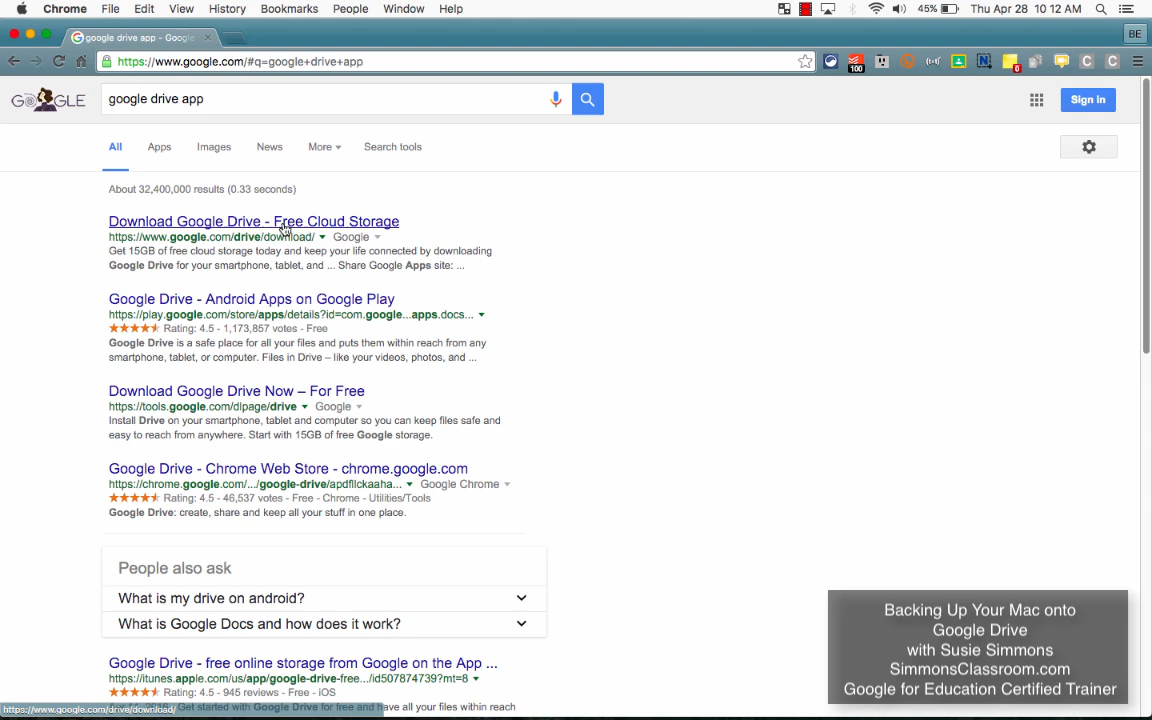 Chrome File Edit View History Bookmarks People Window Help 45% Thu Apr 28 10:12 AM
google drive app - Goog BE
https://www.google.com/#q=google+drive+app 100 N 0 C C
GOOGLE google drive app Sign in
All Apps Images News More Search tools
About 32,400,000 results (0.33 seconds)
Download Google Drive - Free Cloud Storage
https://www.google.com/drive/download/ Google
Get 15GB of free cloud storage today and keep your life connected by downloading
Google Drive for your smartphone, tablet, and ... Share Google Apps site: ...
Google Drive - Android Apps on Google Play
https://play.google.com/store/apps/details?id=com.google...apps.docs...
Rating: 4.5 - 1,173,857 votes - Free
Google Drive is a safe place for all your files and puts them within reach from any
smartphone, tablet, or computer. Files in Drive – like your videos, photos, and ...
Download Google Drive Now – For Free
https://tools.google.com/dlpage/drive Google
Install Drive on your smartphone, tablet and computer so you can keep files safe and
easy to reach from anywhere. Start with 15GB of free Google storage.
Google Drive - Chrome Web Store - chrome.google.com
https://chrome.google.com/.../google-drive/apdfllckaaha... Google Chrome
Rating: 4.5 - 46,537 votes - Free - Chrome - Utilities/Tools
Google Drive: create, share and keep all your stuff in one place.
People also ask
What is my drive on android?
What is Google Docs and how does it work?
Google Drive - free online storage from Google on the App ...
https://itunes.apple.com/us/app/google-drive-free.../id507874739?mt=8
Rating: 4.5 - 945 reviews - Free - iOS
Get started with Google Drive for free and have all your files within reach
https://www.google.com/drive/download/
Backing Up Your Mac onto
Google Drive
with Susie Simmons
SimmonsClassroom.com
Google for Education Certified Trainer